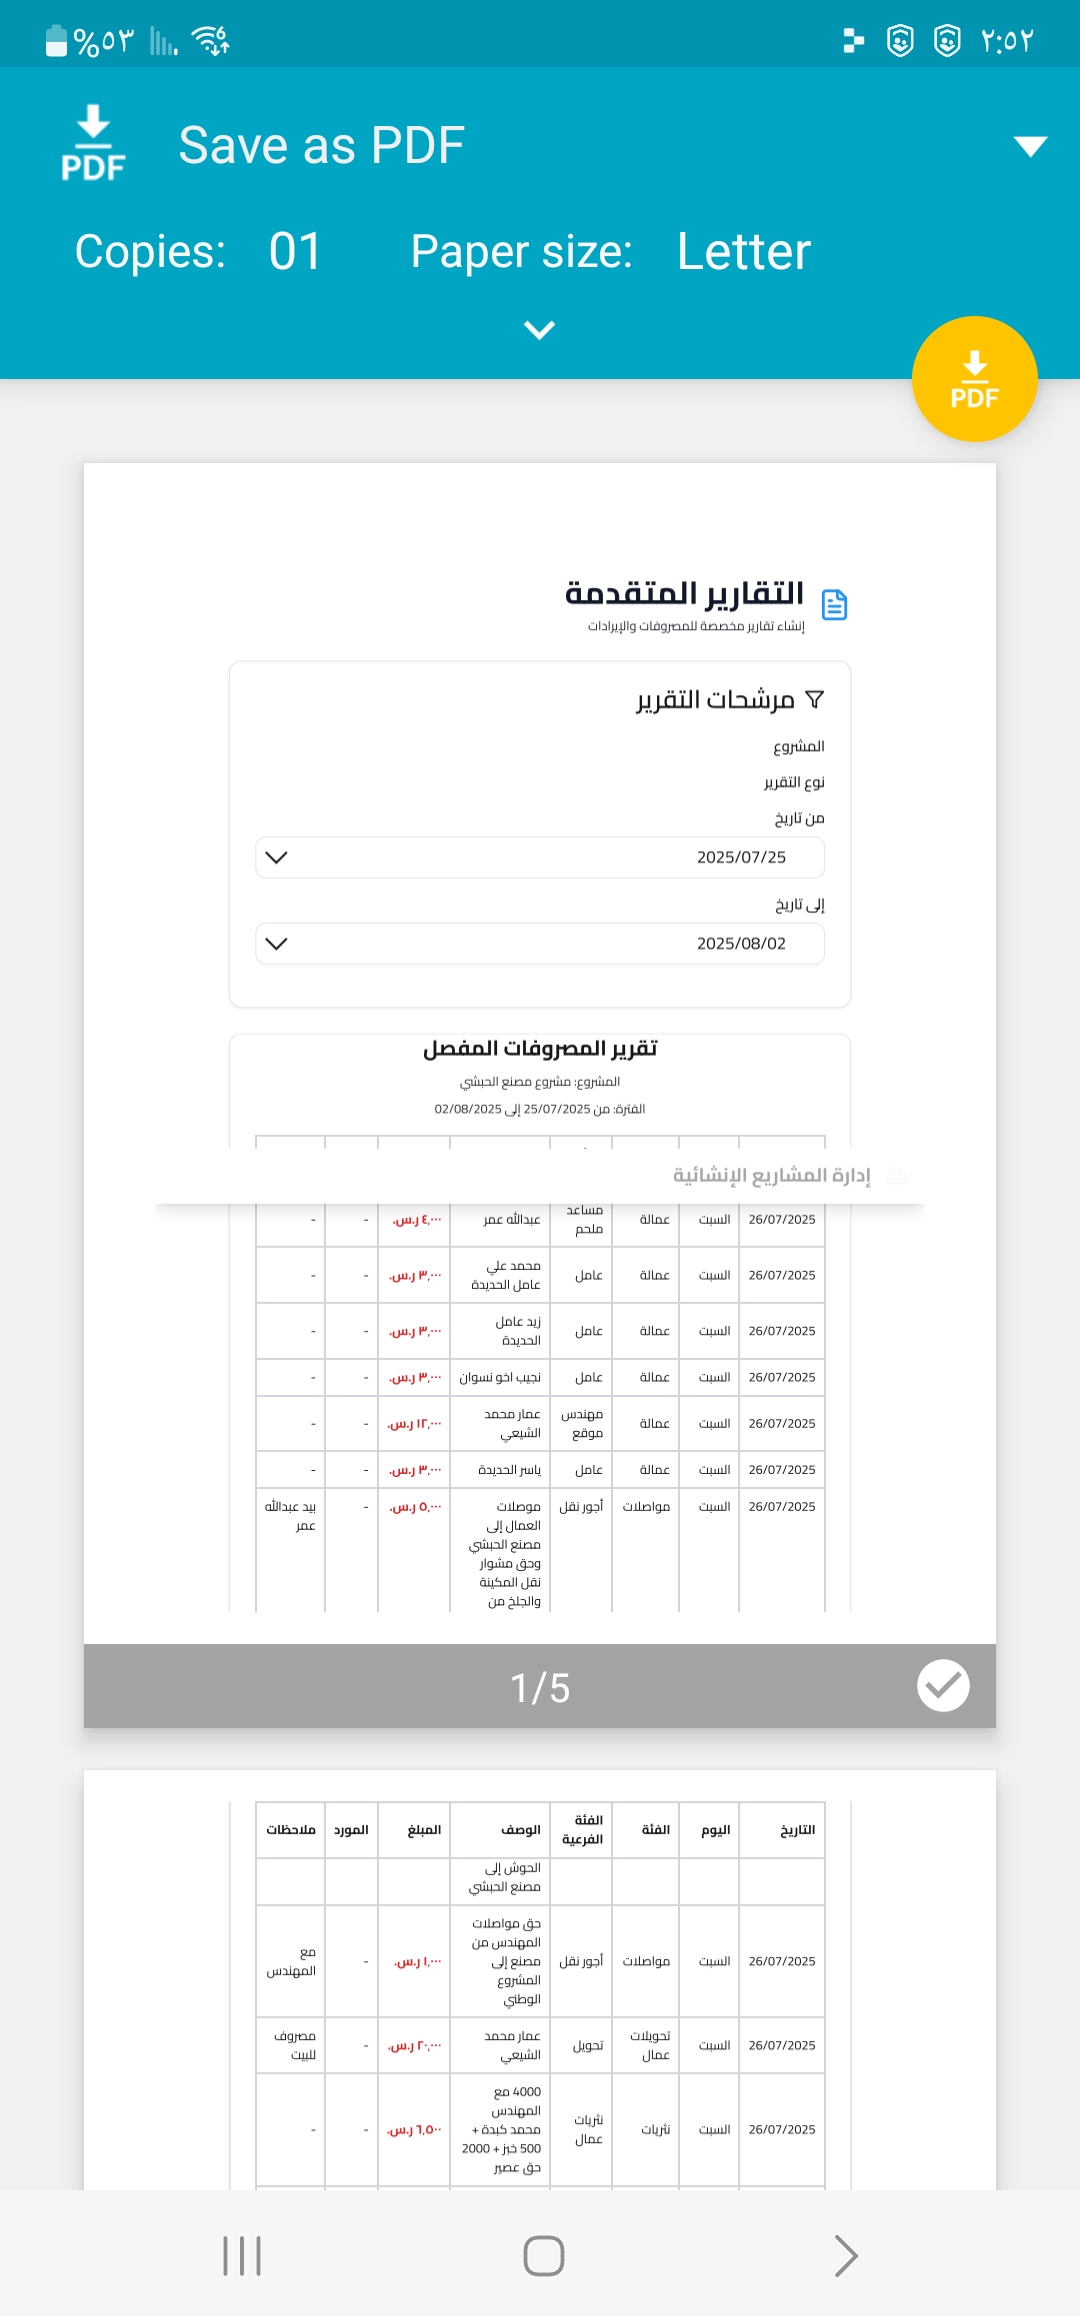 %٥٣ ٢:٥٢
PDF Save as PDF
Copies: 01 Paper size: Letter
PDF
التقارير المتقدمة
إنشاء تقارير مخصصة للمصروفات والإيرادات
مرشحات التقرير
المشروع
نوع التقرير
من تاريخ
2025/07/25
إلى تاريخ
2025/08/02
تقرير المصروفات المفصل
المشروع: مشروع مصنع الحبشي
الفترة: من 25/07/2025 إلى 02/08/2025
إدارة المشاريع الإنشائية
26/07/2025 السبت عمالة مساعد ملحم عبدالله عمر ٤,٠٠٠ ر.س. - -
26/07/2025 السبت عمالة عامل محمد علي عامل الحديدة ٣,٠٠٠ ر.س. - -
26/07/2025 السبت عمالة عامل زيد عامل الحديدة ٣,٠٠٠ ر.س. - -
26/07/2025 السبت عمالة عامل نجيب اخو نسوان ٣,٠٠٠ ر.س. - -
26/07/2025 السبت عمالة مهندس موقع عمار محمد الشيعي ١٢,٠٠٠ ر.س. - -
26/07/2025 السبت عمالة عامل ياسر الحديدة ٣,٠٠٠ ر.س. - -
26/07/2025 السبت مواصلات أجور نقل موصلات العمال إلى مصنع الحبشي وحق مشوار نقل المكينة والجلخ من ٥,٠٠٠ ر.س. - بيد عبدالله عمر
1/5
التاريخ اليوم الفئة الفئة الفرعية الوصف المبلغ المورد ملاحظات
الحوش إلى مصنع الحبشي
26/07/2025 السبت مواصلات أجور نقل حق مواصلات المهندس من مصنع إلى المشروع الوطني ١,٠٠٠ ر.س. - مع المهندس
26/07/2025 السبت تحويلات عمال تحويل عمار محمد الشيعي ٢٠,٠٠٠ ر.س. - مصروف للبيت
26/07/2025 السبت نثريات نثريات عمال 4000 مع المهندس محمد كبدة + 500 خبز + 2000 حق عصير ٦,٥٠٠ ر.س. - -